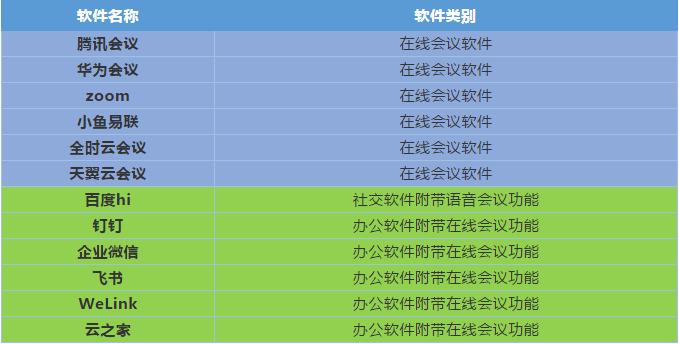 软件名称 软件类别
腾讯会议 在线会议软件
华为会议 在线会议软件
zoom 在线会议软件
小鱼易联 在线会议软件
全时云会议 在线会议软件
天翼云会议 在线会议软件
百度hi 社交软件附带语音会议功能
钉钉 办公软件附带在线会议功能
企业微信 办公软件附带在线会议功能
飞书 办公软件附带在线会议功能
WeLink 办公软件附带在线会议功能
云之家 办公软件附带在线会议功能